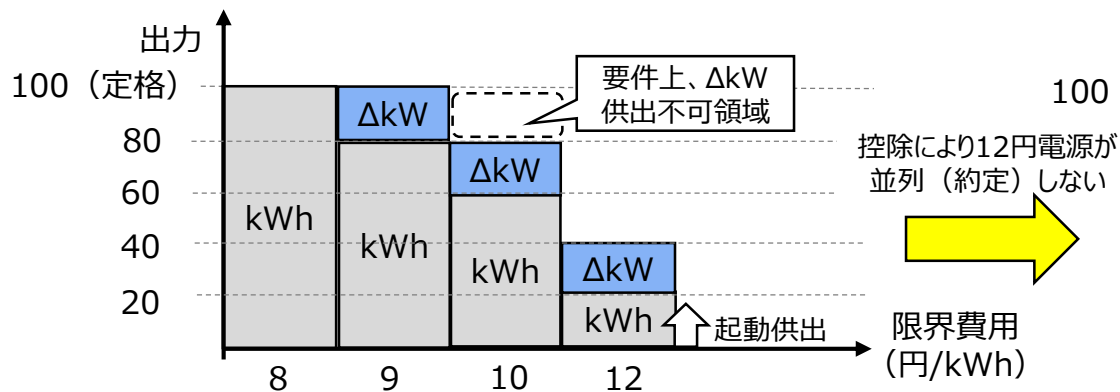 出力
100（定格）
80
60
40
20
kWh
ΔkW
kWh
ΔkW
kWh
ΔkW
kWh
要件上、ΔkW
供出不可領域
起動供出
8
9
10
12
限界費用
（円/kWh）
100
控除により12円電源が
並列（約定）しない